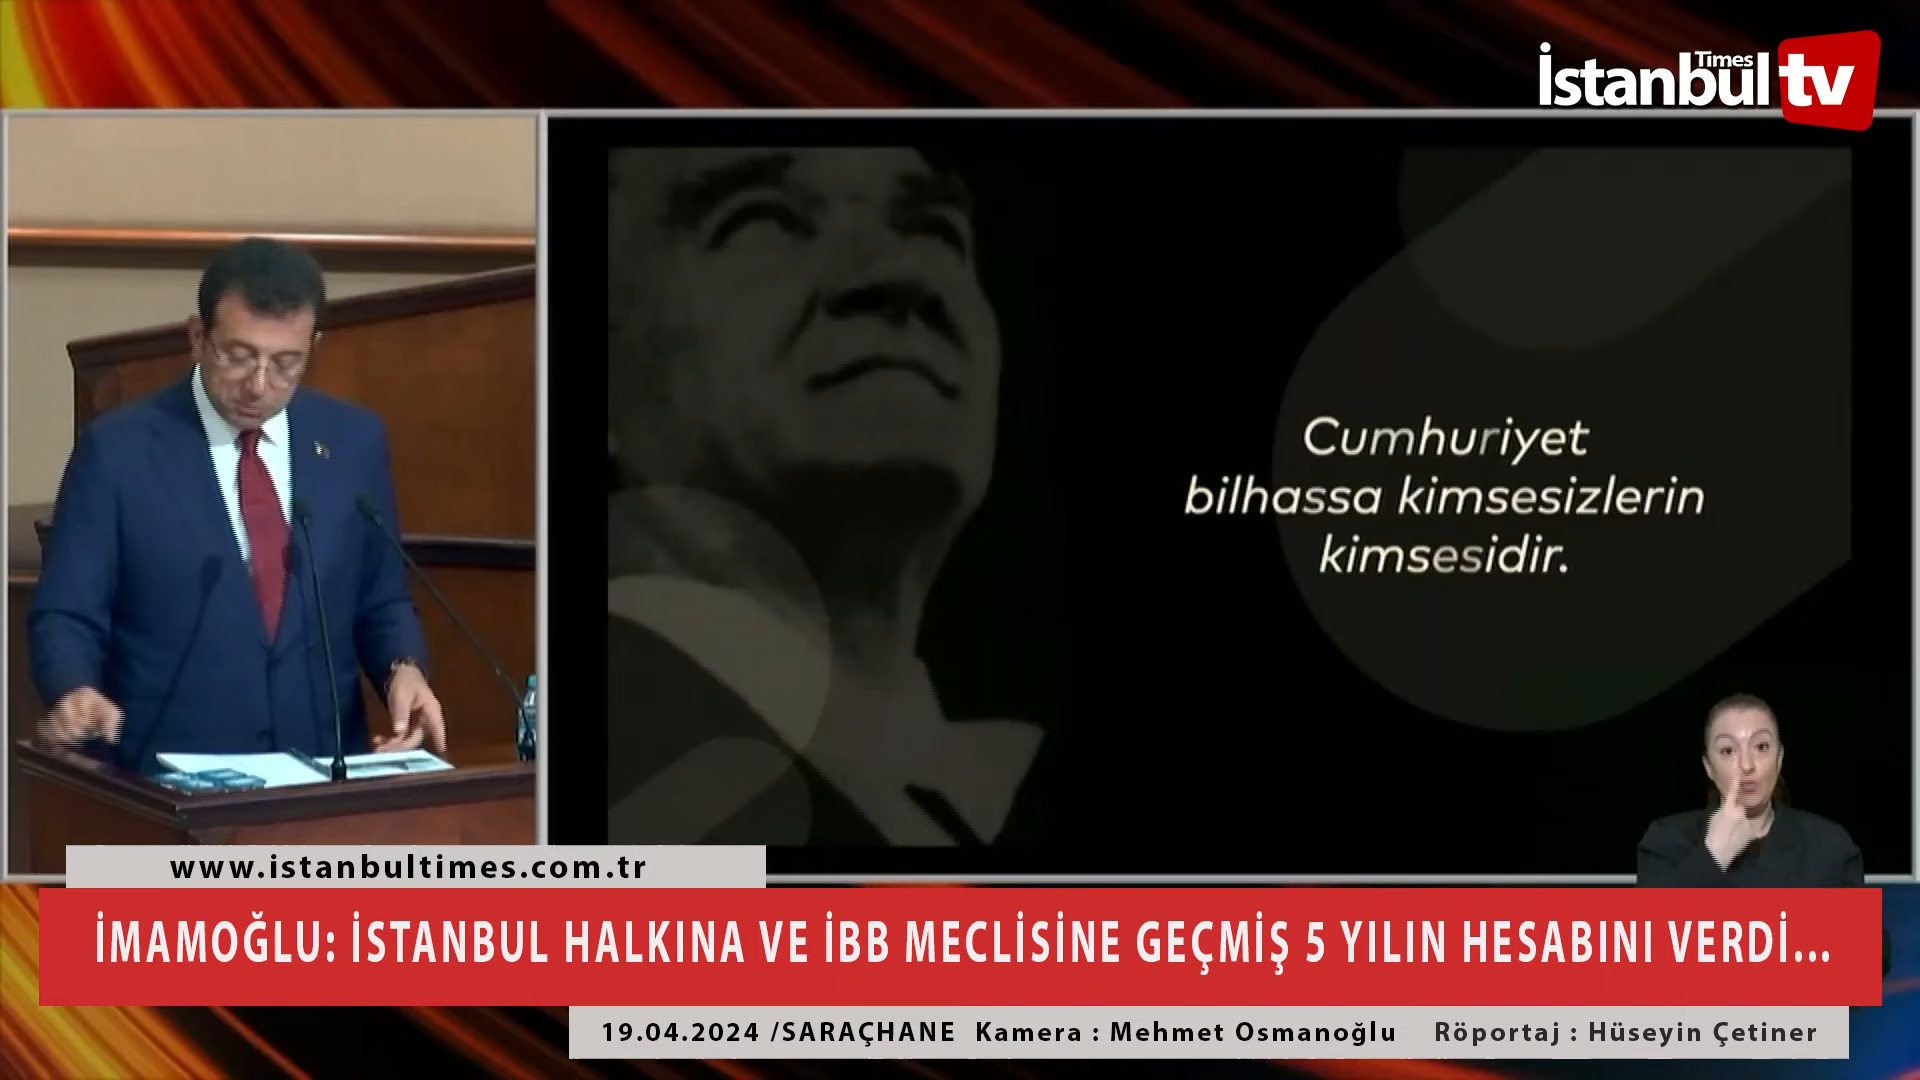 Times
İstanbul tv
Cumhuriyet
bilhassa kimsesizlerin
kimsesidir.
www.istanbultimes.com.tr
İMAMOĞLU: İSTANBUL HALKINA VE İBB MECLİSİNE GEÇMİŞ 5 YILIN HESABINI VERDİ...
19.04.2024 /SARAÇHANE Kamera : Mehmet Osmanoğlu Röportaj : Hüseyin Çetiner